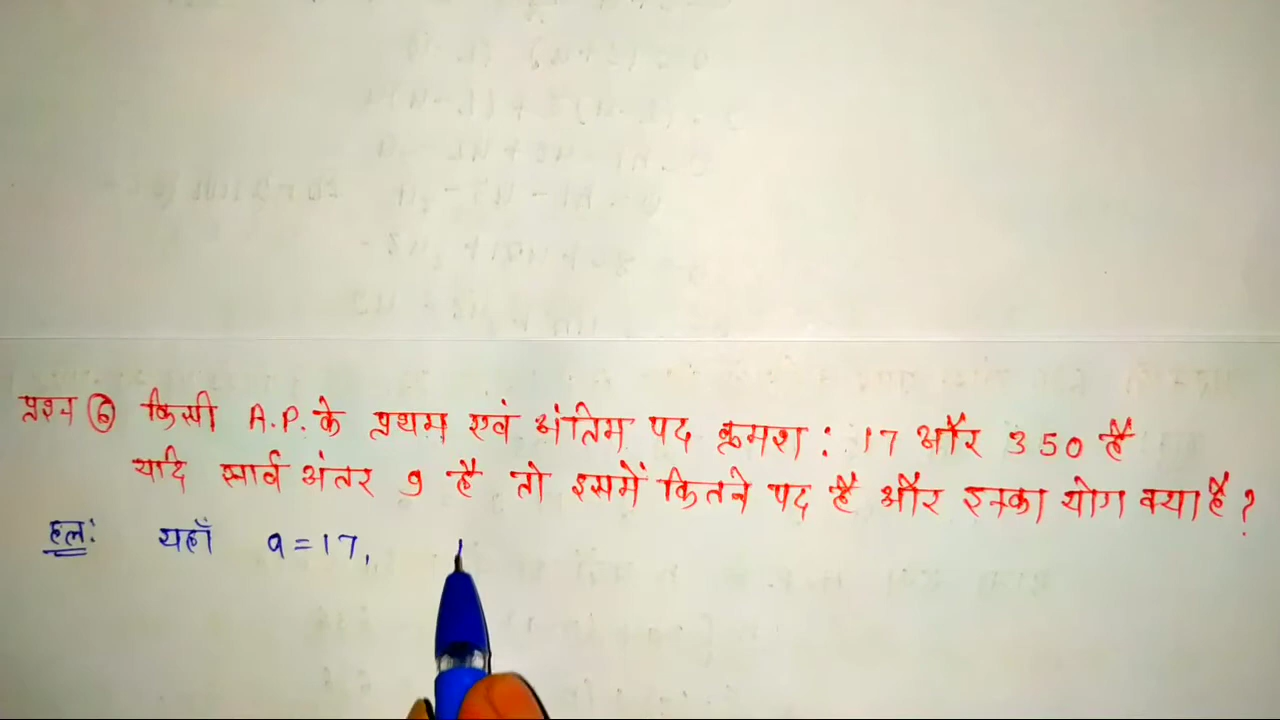 प्रश्न ⑥ किसी A.P. के प्रथम एवं अंतिम पद क्रमश: 17 और 350 है
यदि सार्व अंतर 9 है तो इसमें कितने पद है और इनका योग क्या है ?
हल: यहाँ a = 17,